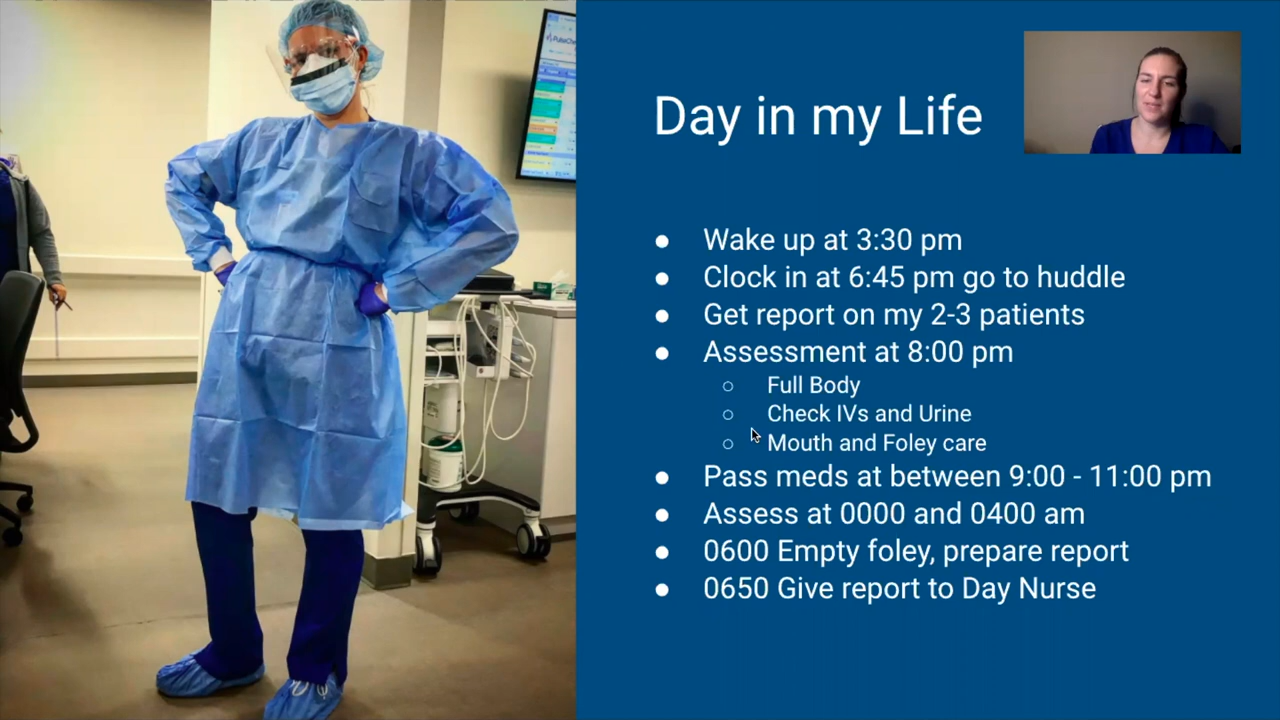 PulseChe
Day in my Life
● Wake up at 3:30 pm
● Clock in at 6:45 pm go to huddle
● Get report on my 2-3 patients
● Assessment at 8:00 pm
○ Full Body
○ Check IVs and Urine
○ Mouth and Foley care
● Pass meds at between 9:00 - 11:00 pm
● Assess at 0000 and 0400 am
● 0600 Empty foley, prepare report
● 0650 Give report to Day Nurse